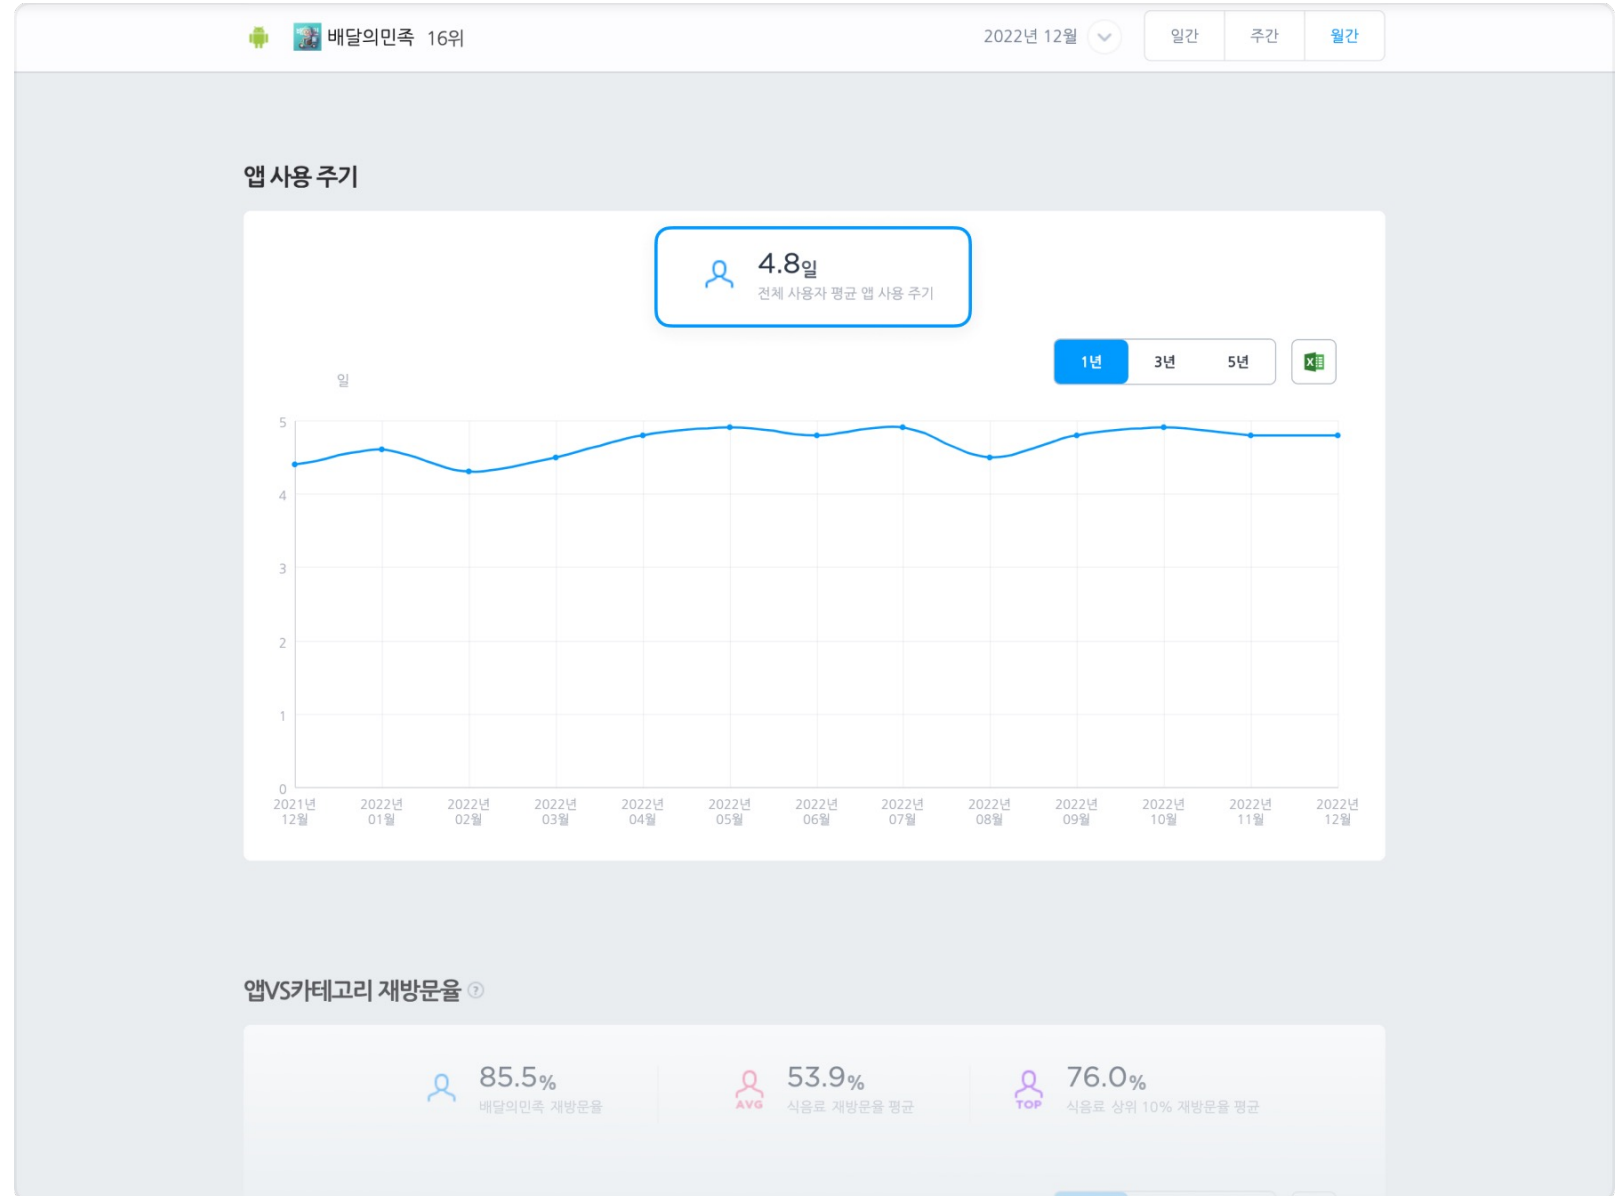 배달의민족 16위
2022년 12월
일간 주간 월간
앱 사용 주기
4.8일
전체 사용자 평균 앱 사용 주기
1년 3년 5년
일
5
4
3
2
1
0
2021년 2022년 2022년 2022년 2022년 2022년 2022년 2022년 2022년 2022년 2022년 2022년 2022년
12월 01월 02월 03월 04월 05월 06월 07월 08월 09월 10월 11월 12월
앱VS카테고리 재방문율 ?
85.5% 53.9% 76.0%
AVG TOP
배달의민족 재방문율 식음료 재방문율 평균 식음료 상위 10% 재방문율 평균